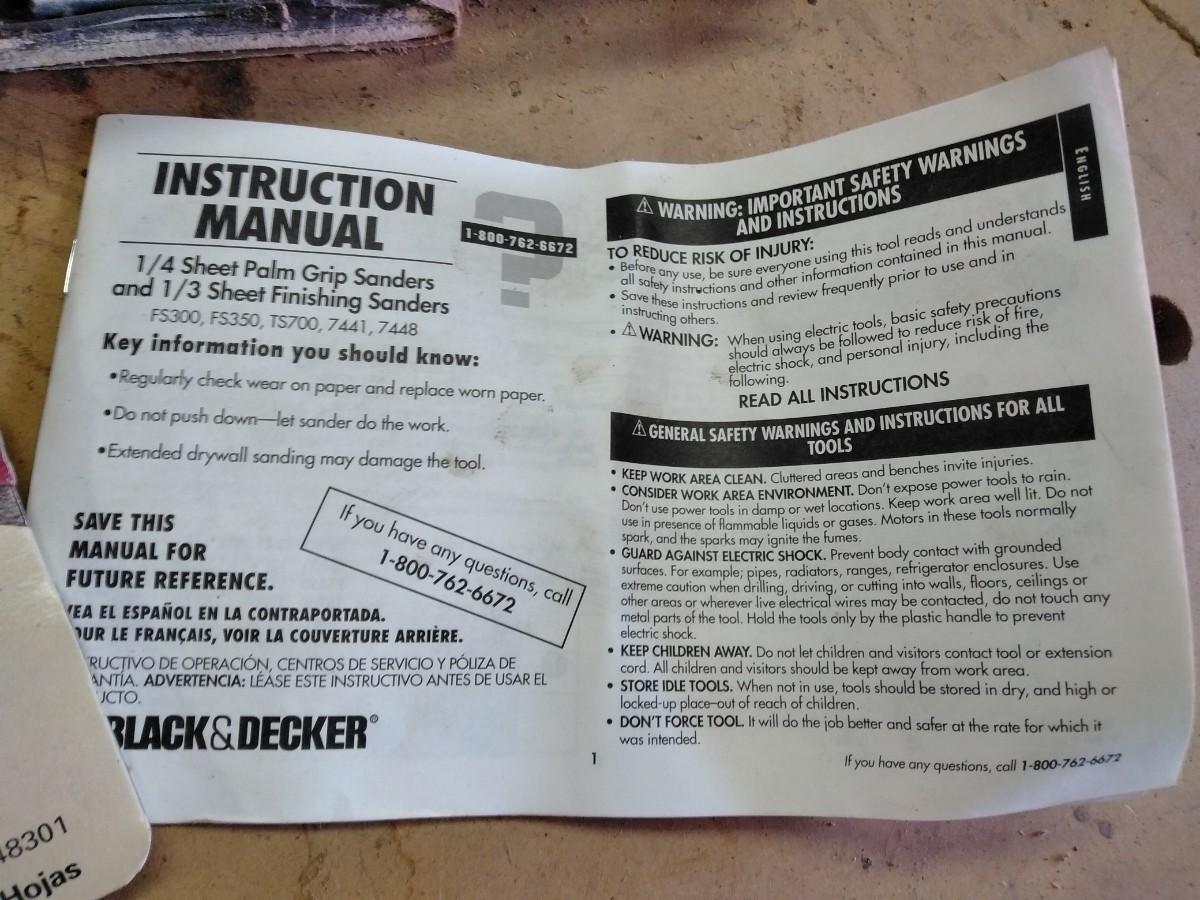 INSTRUCTION
MANUAL
1-800-762-6672
1/4 Sheet Palm Grip Sanders
and 1/3 Sheet Finishing Sanders
FS300, FS350, TS700, 7441, 7448
Key information you should know:
•Regularly check wear on paper and replace worn paper.
•Do not push down—let sander do the work.
•Extended drywall sanding may damage the tool.
If you have any questions, call
1-800-762-6672
SAVE THIS
MANUAL FOR
FUTURE REFERENCE.
EA EL ESPAÑOL EN LA CONTRAPORTADA.
UR LE FRANÇAIS, VOIR LA COUVERTURE ARRIÈRE.
RUCTIVO DE OPERACIÓN, CENTROS DE SERVICIO Y PÓLIZA DE
ANTÍA. ADVERTENCIA: LÉASE ESTE INSTRUCTIVO ANTES DE USAR EL
UCTO.
BLACK&DECKER®
ENGLISH
⚠ WARNING: IMPORTANT SAFETY WARNINGS
AND INSTRUCTIONS
TO REDUCE RISK OF INJURY:
• Before any use, be sure everyone using this tool reads and understands
all safety instructions and other information contained in this manual.
• Save these instructions and review frequently prior to use and in
instructing others.
• ⚠ WARNING: When using electric tools, basic safety precautions
should always be followed to reduce risk of fire,
electric shock, and personal injury, including the
following.
READ ALL INSTRUCTIONS
⚠ GENERAL SAFETY WARNINGS AND INSTRUCTIONS FOR ALL
TOOLS
• KEEP WORK AREA CLEAN. Cluttered areas and benches invite injuries.
• CONSIDER WORK AREA ENVIRONMENT. Don't expose power tools to rain.
Don't use power tools in damp or wet locations. Keep work area well lit. Do not
use in presence of flammable liquids or gases. Motors in these tools normally
spark, and the sparks may ignite the fumes.
• GUARD AGAINST ELECTRIC SHOCK. Prevent body contact with grounded
surfaces. For example; pipes, radiators, ranges, refrigerator enclosures. Use
extreme caution when drilling, driving, or cutting into walls, floors, ceilings or
other areas or wherever live electrical wires may be contacted, do not touch any
metal parts of the tool. Hold the tools only by the plastic handle to prevent
electric shock.
• KEEP CHILDREN AWAY. Do not let children and visitors contact tool or extension
cord. All children and visitors should be kept away from work area.
• STORE IDLE TOOLS. When not in use, tools should be stored in dry, and high or
locked-up place–out of reach of children.
• DON'T FORCE TOOL. It will do the job better and safer at the rate for which it
was intended.
1
If you have any questions, call 1-800-762-6672
48301
Hojas